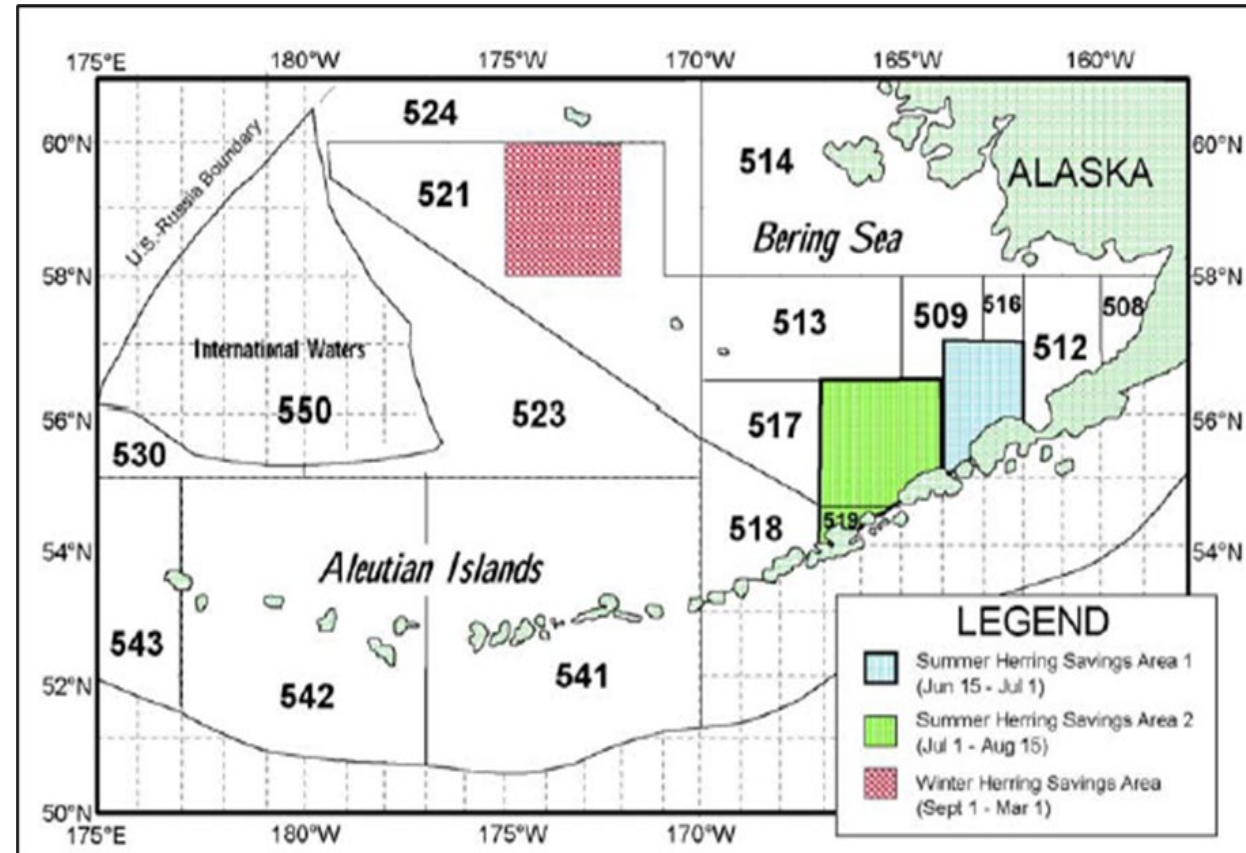 175°E 180°W 175°W 170°W 165°W 160°W
524
60°N 60°N
514
ALASKA
521
U.S.-Russia Boundary
Bering Sea
58°N 58°N
513
509
516
508
512
International Waters
550
523
517
56°N 56°N
530
518
519
54°N 54°N
Aleutian Islands
543
542
541
52°N
50°N
175°E 180°W 175°W 170°W
LEGEND
Summer Herring Savings Area 1
(Jun 15 - Jul 1)
Summer Herring Savings Area 2
(Jul 1 - Aug 15)
Winter Herring Savings Area
(Sept 1 - Mar 1)